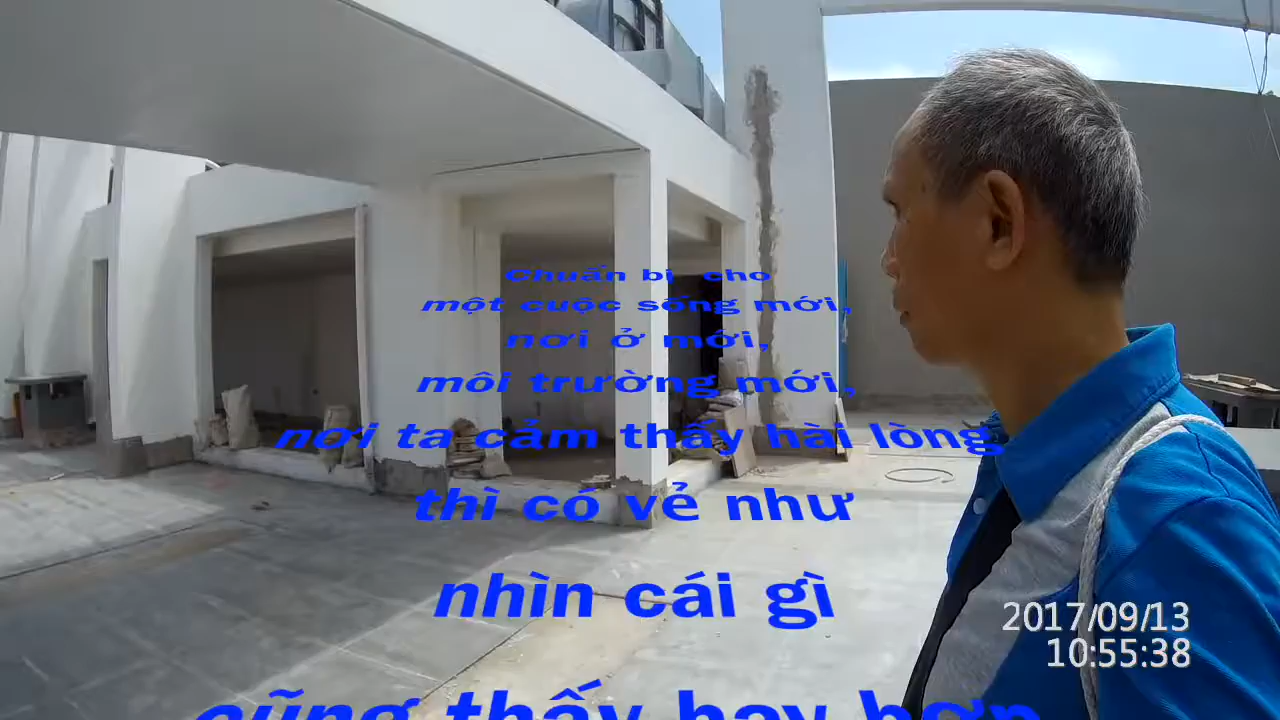 Chuẩn bị cho
một cuộc sống mới,
nơi ở mới,
môi trường mới,
nơi ta cảm thấy hài lòng
thì có vẻ như
nhìn cái gì
cũng thấy hay hơn
2017/09/13
10:55:38